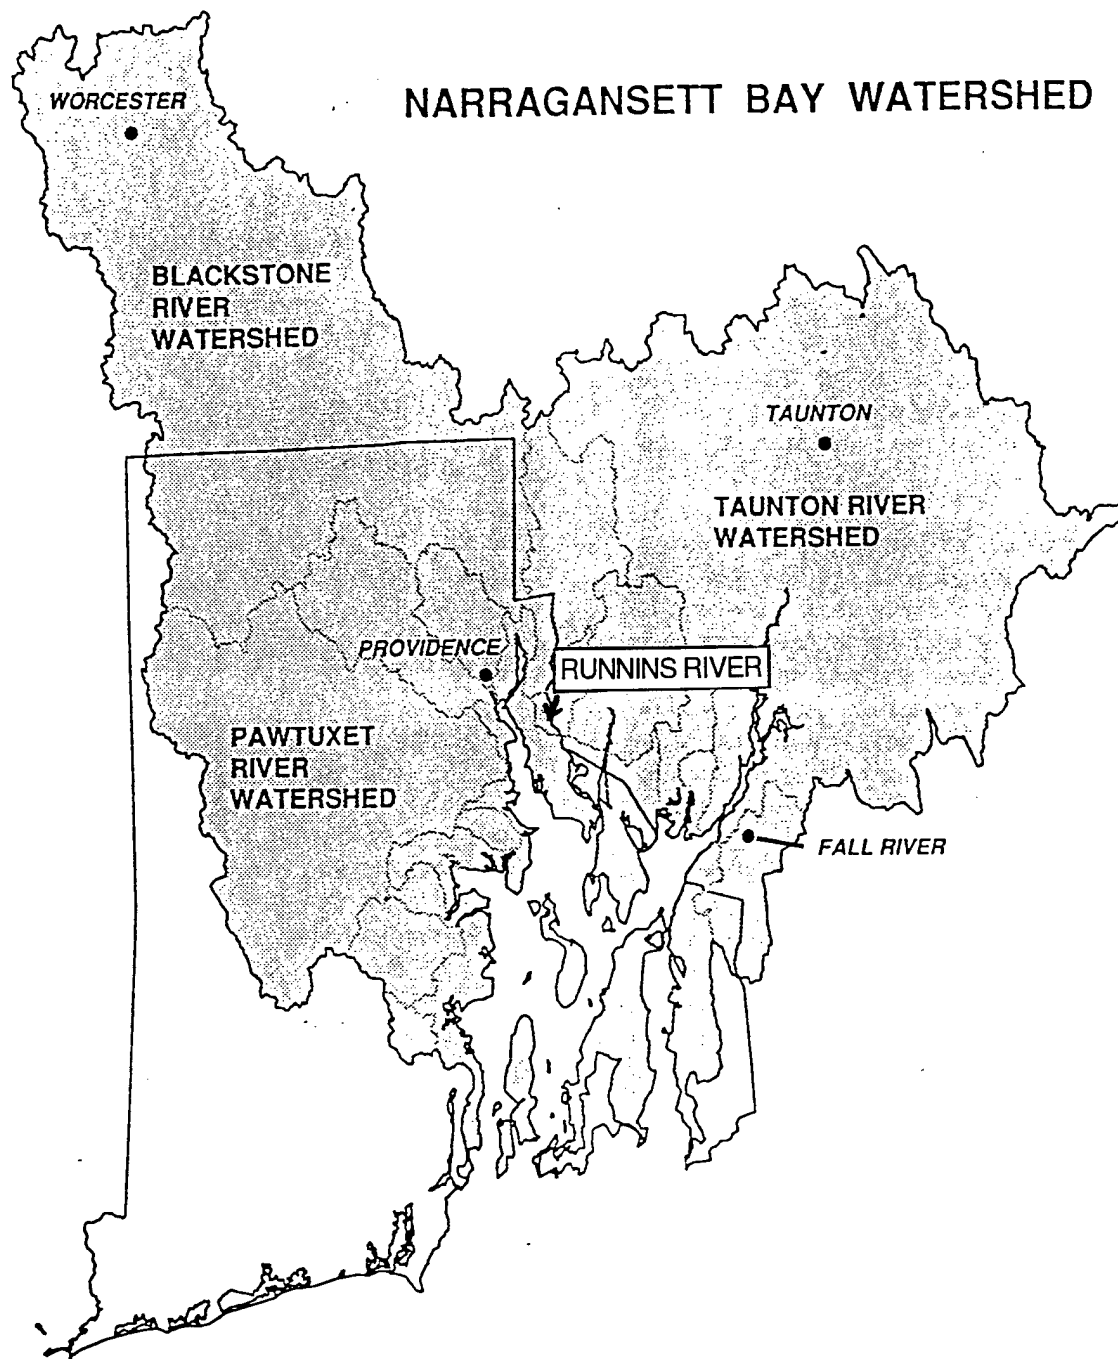 NARRAGANSETT BAY WATERSHED
WORCESTER
BLACKSTONE
RIVER
WATERSHED
TAUNTON
TAUNTON RIVER
WATERSHED
PROVIDENCE
RUNNINS RIVER
PAWTUXET
RIVER
WATERSHED
FALL RIVER